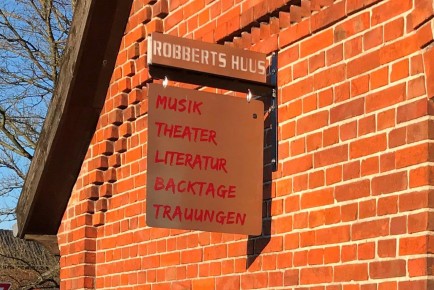 ROBBERTS HUUS
MUSIK
THEATER
LITERATUR
BACKTAGE
TRAUUNGEN